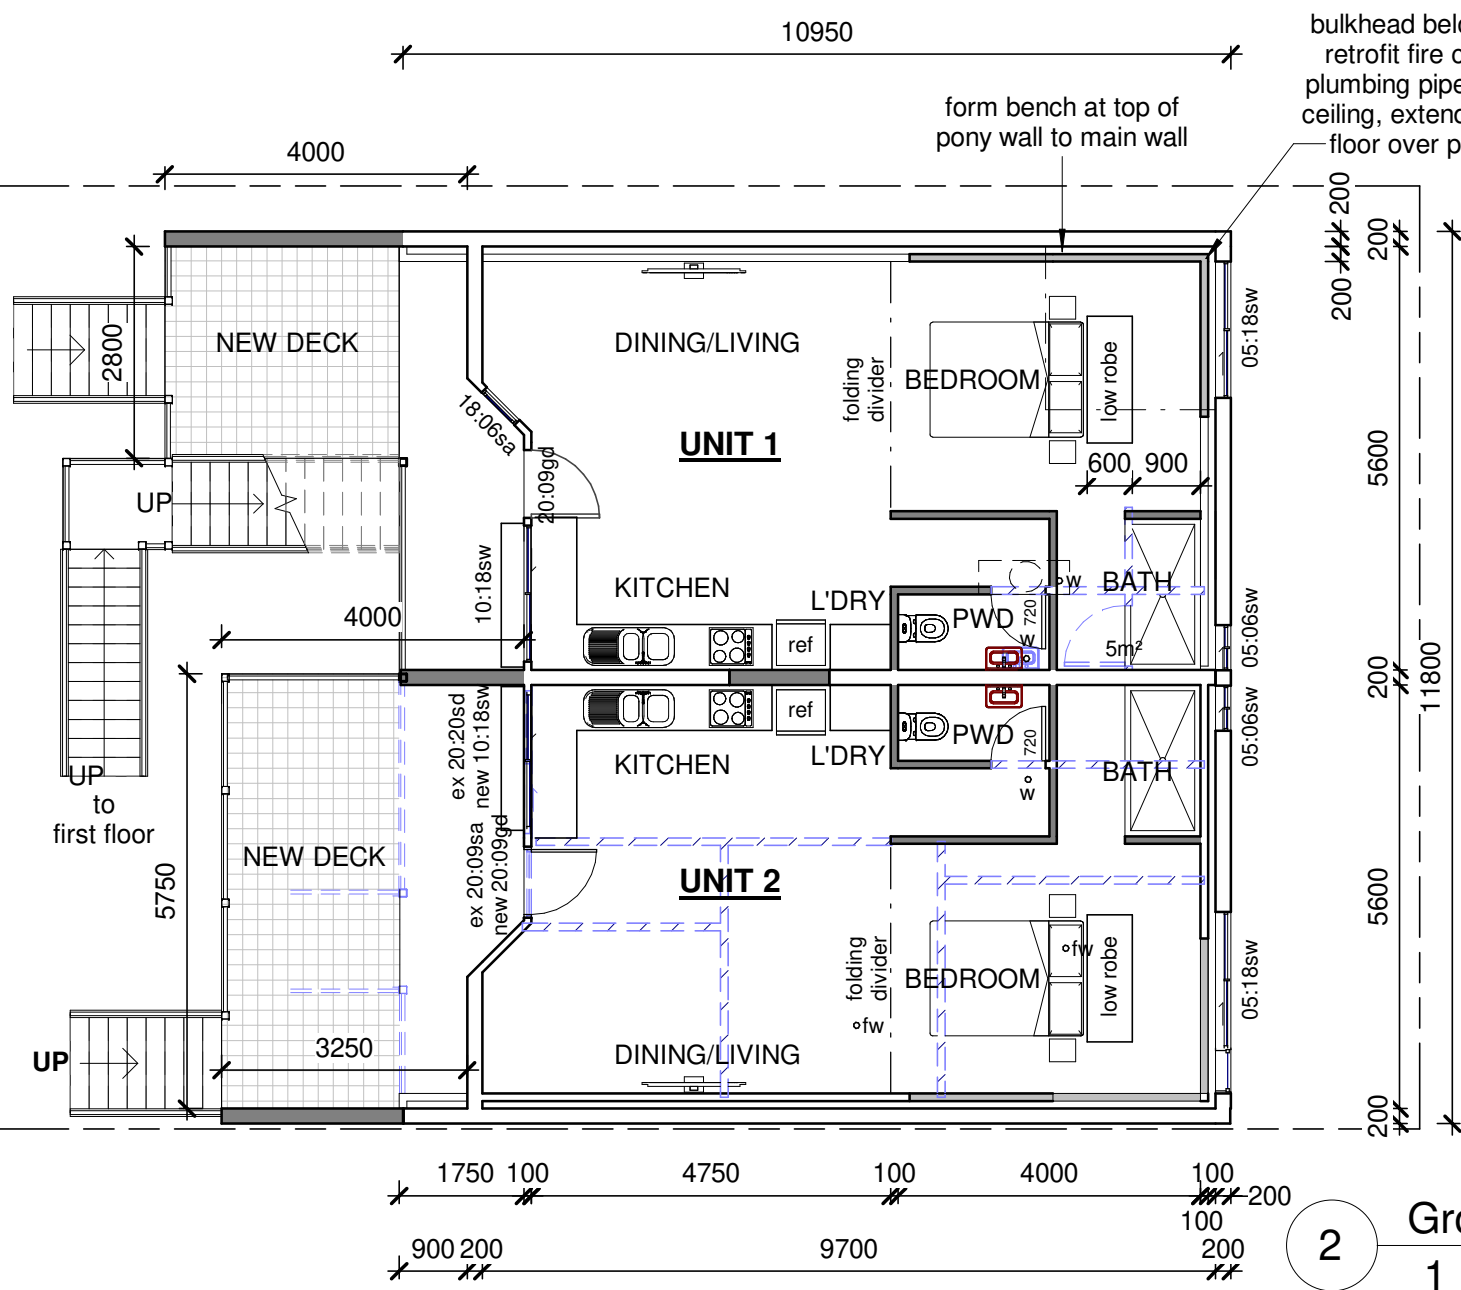 10950
bulkhead belo
retrofit fire c
plumbing pipe
ceiling, extenc
floor over p
form bench at top of
pony wall to main wall
4000
200
200
200
2800
NEW DECK
DINING/LIVING
folding
divider
BEDROOM
low robe
05:18sw
18:06sa
UNIT 1
20:09gd
600
900
5600
UP
10:18sw
KITCHEN
L'DRY
ref
PWD
720
w
w
BATH
5m²
05:06sw
4000
200
11800
ex 20:20sd
new 10:18sw
KITCHEN
L'DRY
ref
PWD
720
w
BATH
05:06sw
UP
to
first floor
NEW DECK
5750
ex 20:09sa
new 20:09gd
UNIT 2
folding
divider
fw
BEDROOM
fw
low robe
05:18sw
5600
UP
3250
DINING/LIVING
200
1750
100
4750
100
4000
100
200
100
900
200
9700
200
2
Gro
1